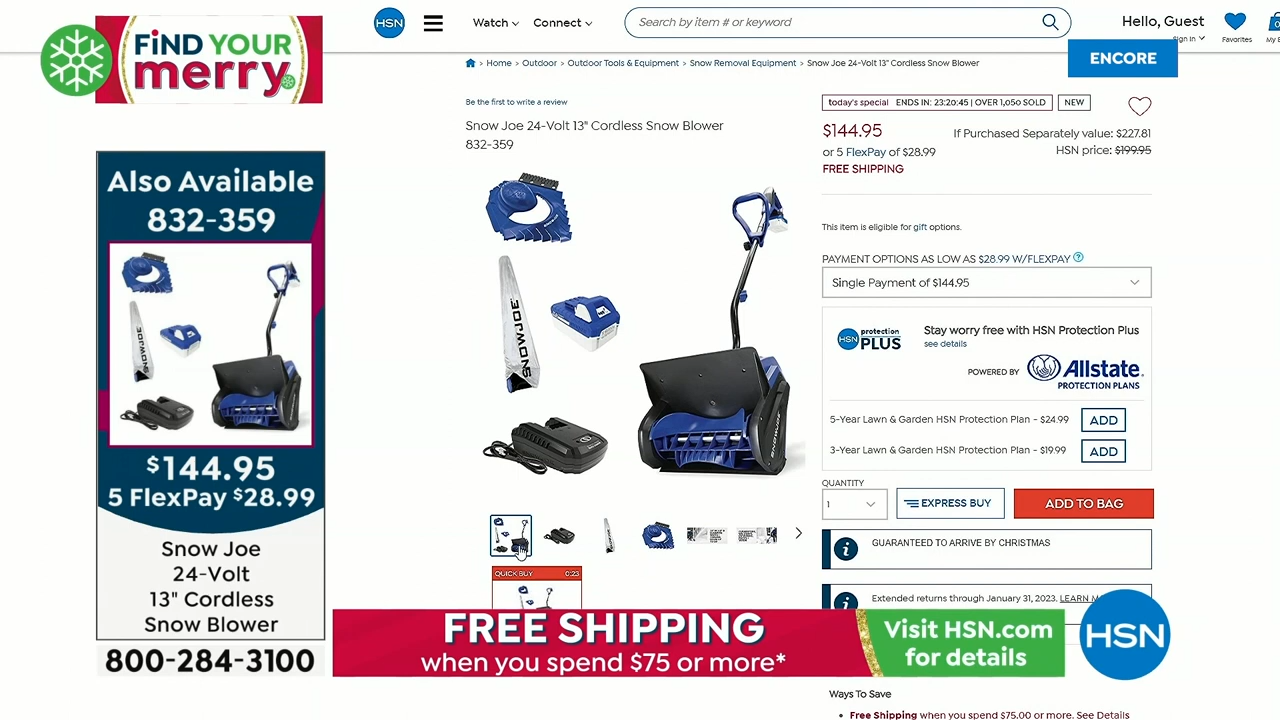 FiND YOUR
merry.
Also Available
832-359
$144.95
5 FlexPay $28.99
Snow Joe
24-Volt
13" Cordless
Snow Blower
800-284-3100
HSN
Watch
Connect
Search by item # or keyword
Hello, Guest
Sign In
Favorites
ENCORE
> Home > Outdoor > Outdoor Tools & Equipment > Snow Removal Equipment > Snow Joe 24-Volt 13" Cordless Snow Blower
Be the first to write a review
Snow Joe 24-Volt 13" Cordless Snow Blower
832-359
SNOWJOE
SNOWJOE
QUICK BUY 0:23
today's special ENDS IN: 23:20:45 | OVER 1,050 SOLD
NEW
$144.95
If Purchased Separately value: $227.81
or 5 FlexPay of $28.99
HSN price: $199.95
FREE SHIPPING
This item is eligible for gift options.
PAYMENT OPTIONS AS LOW AS $28.99 W/FLEXPAY ?
Single Payment of $144.95
HSN protection PLUS
Stay worry free with HSN Protection Plus
see details
POWERED BY Allstate.
PROTECTION PLANS
5-Year Lawn & Garden HSN Protection Plan - $24.99 ADD
3-Year Lawn & Garden HSN Protection Plan - $19.99 ADD
QUANTITY
1
EXPRESS BUY
ADD TO BAG
GUARANTEED TO ARRIVE BY CHRISTMAS
Extended returns through January 31, 2023. LEARN
FREE SHIPPING
when you spend $75 or more*
Visit HSN.com
for details
HSN
Ways To Save
• Free Shipping when you spend $75.00 or more. See Details